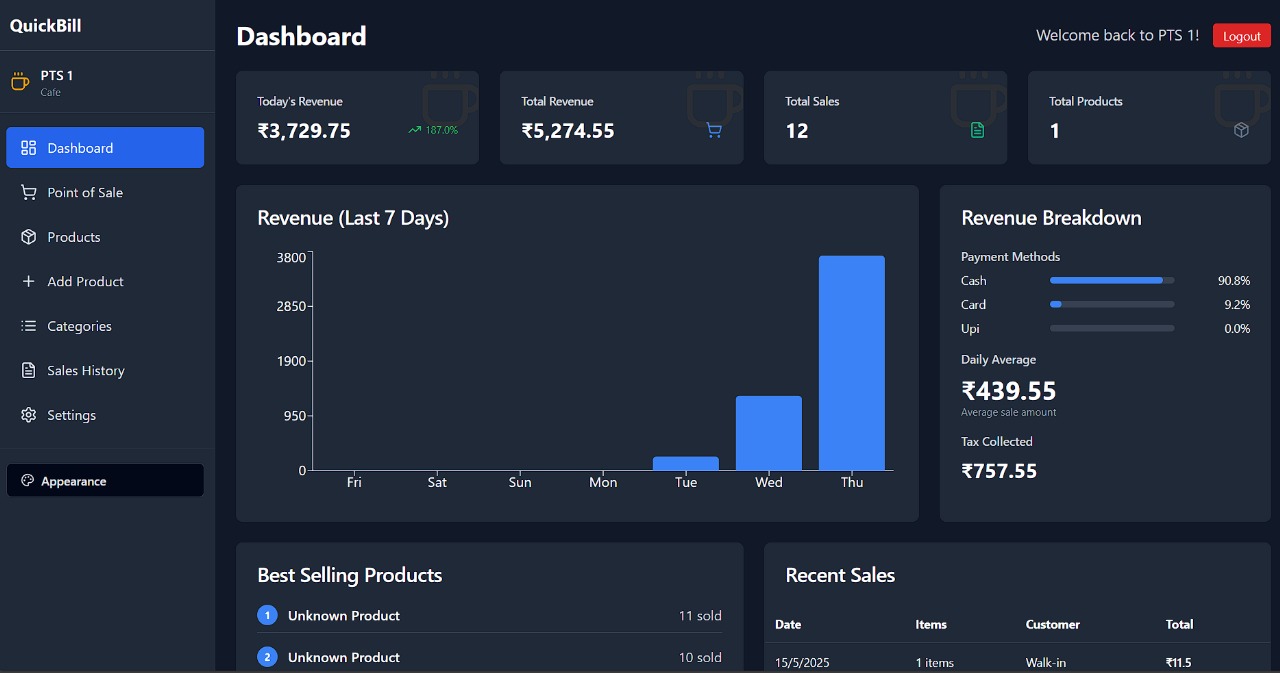 QuickBill
PTS 1
Cafe
Dashboard
Point of Sale
Products
Add Product
Categories
Sales History
Settings
Appearance
Dashboard
Welcome back to PTS 1!
Logout
Today's Revenue
₹3,729.75
187.0%
Total Revenue
₹5,274.55
Total Sales
12
Total Products
1
Revenue (Last 7 Days)
3800
2850
1900
950
0
Fri Sat Sun Mon Tue Wed Thu
Revenue Breakdown
Payment Methods
Cash 90.8%
Card 9.2%
Upi 0.0%
Daily Average
₹439.55
Average sale amount
Tax Collected
₹757.55
Best Selling Products
1 Unknown Product 11 sold
2 Unknown Product 10 sold
Recent Sales
Date Items Customer Total
15/5/2025 1 items Walk-in ₹11.5